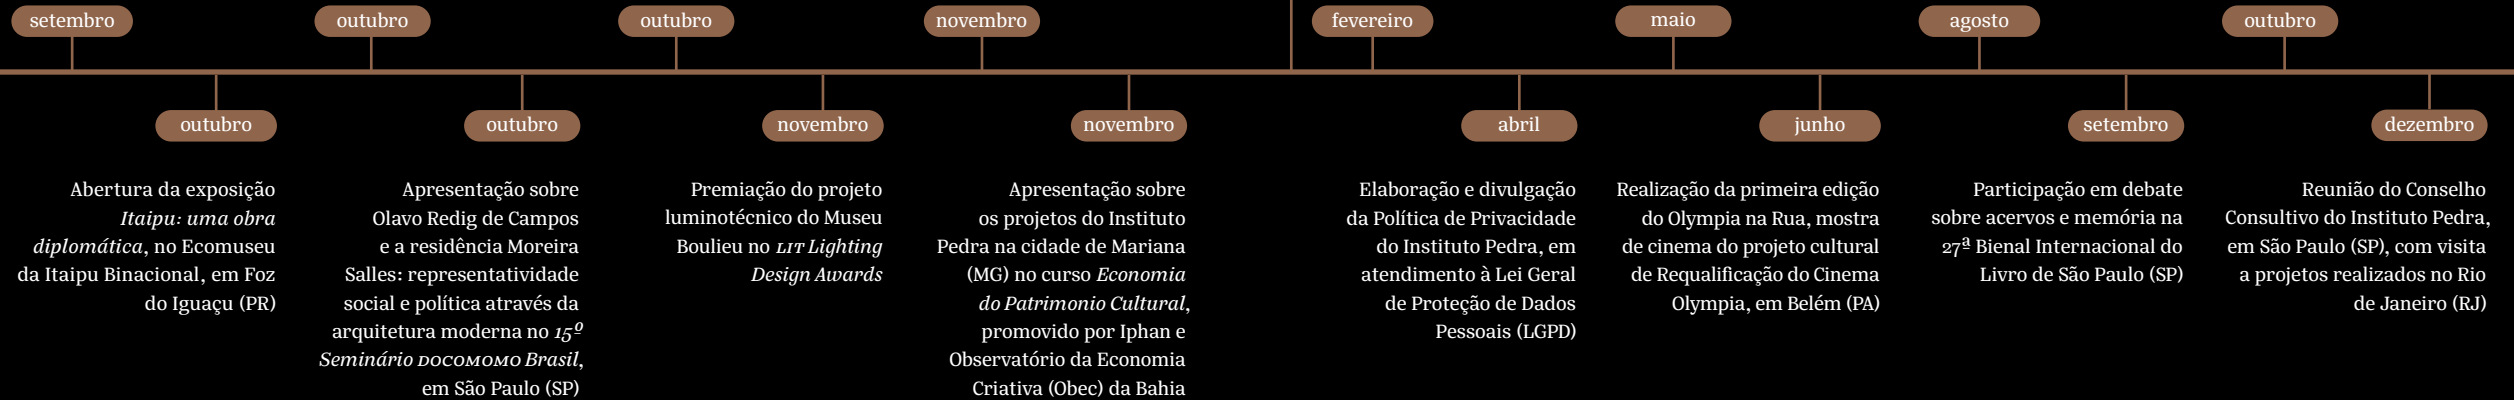 setembro
outubro
outubro
novembro
fevereiro
maio
agosto
outubro
outubro
outubro
novembro
novembro
abril
junho
setembro
dezembro
Abertura da exposição
Itaipu: uma obra
diplomática, no Ecomuseu
da Itaipu Binacional, em Foz
do Iguaçu (PR)
Apresentação sobre
Olavo Redig de Campos
e a residência Moreira
Salles: representatividade
social e política através da
arquitetura moderna no 15º
Seminário DOCOMOMO Brasil,
em São Paulo (SP)
Premiação do projeto
luminotécnico do Museu
Boulieu no LIT Lighting
Design Awards
Apresentação sobre
os projetos do Instituto
Pedra na cidade de Mariana
(MG) no curso Economia
do Patrimonio Cultural,
promovido por Iphan e
Observatório da Economia
Criativa (Obec) da Bahia
Elaboração e divulgação
da Política de Privacidade
do Instituto Pedra, em
atendimento à Lei Geral
de Proteção de Dados
Pessoais (LGPD)
Realização da primeira edição
do Olympia na Rua, mostra
de cinema do projeto cultural
de Requalificação do Cinema
Olympia, em Belém (PA)
Participação em debate
sobre acervos e memória na
27ª Bienal Internacional do
Livro de São Paulo (SP)
Reunião do Conselho
Consultivo do Instituto Pedra,
em São Paulo (SP), com visita
a projetos realizados no Rio
de Janeiro (RJ)